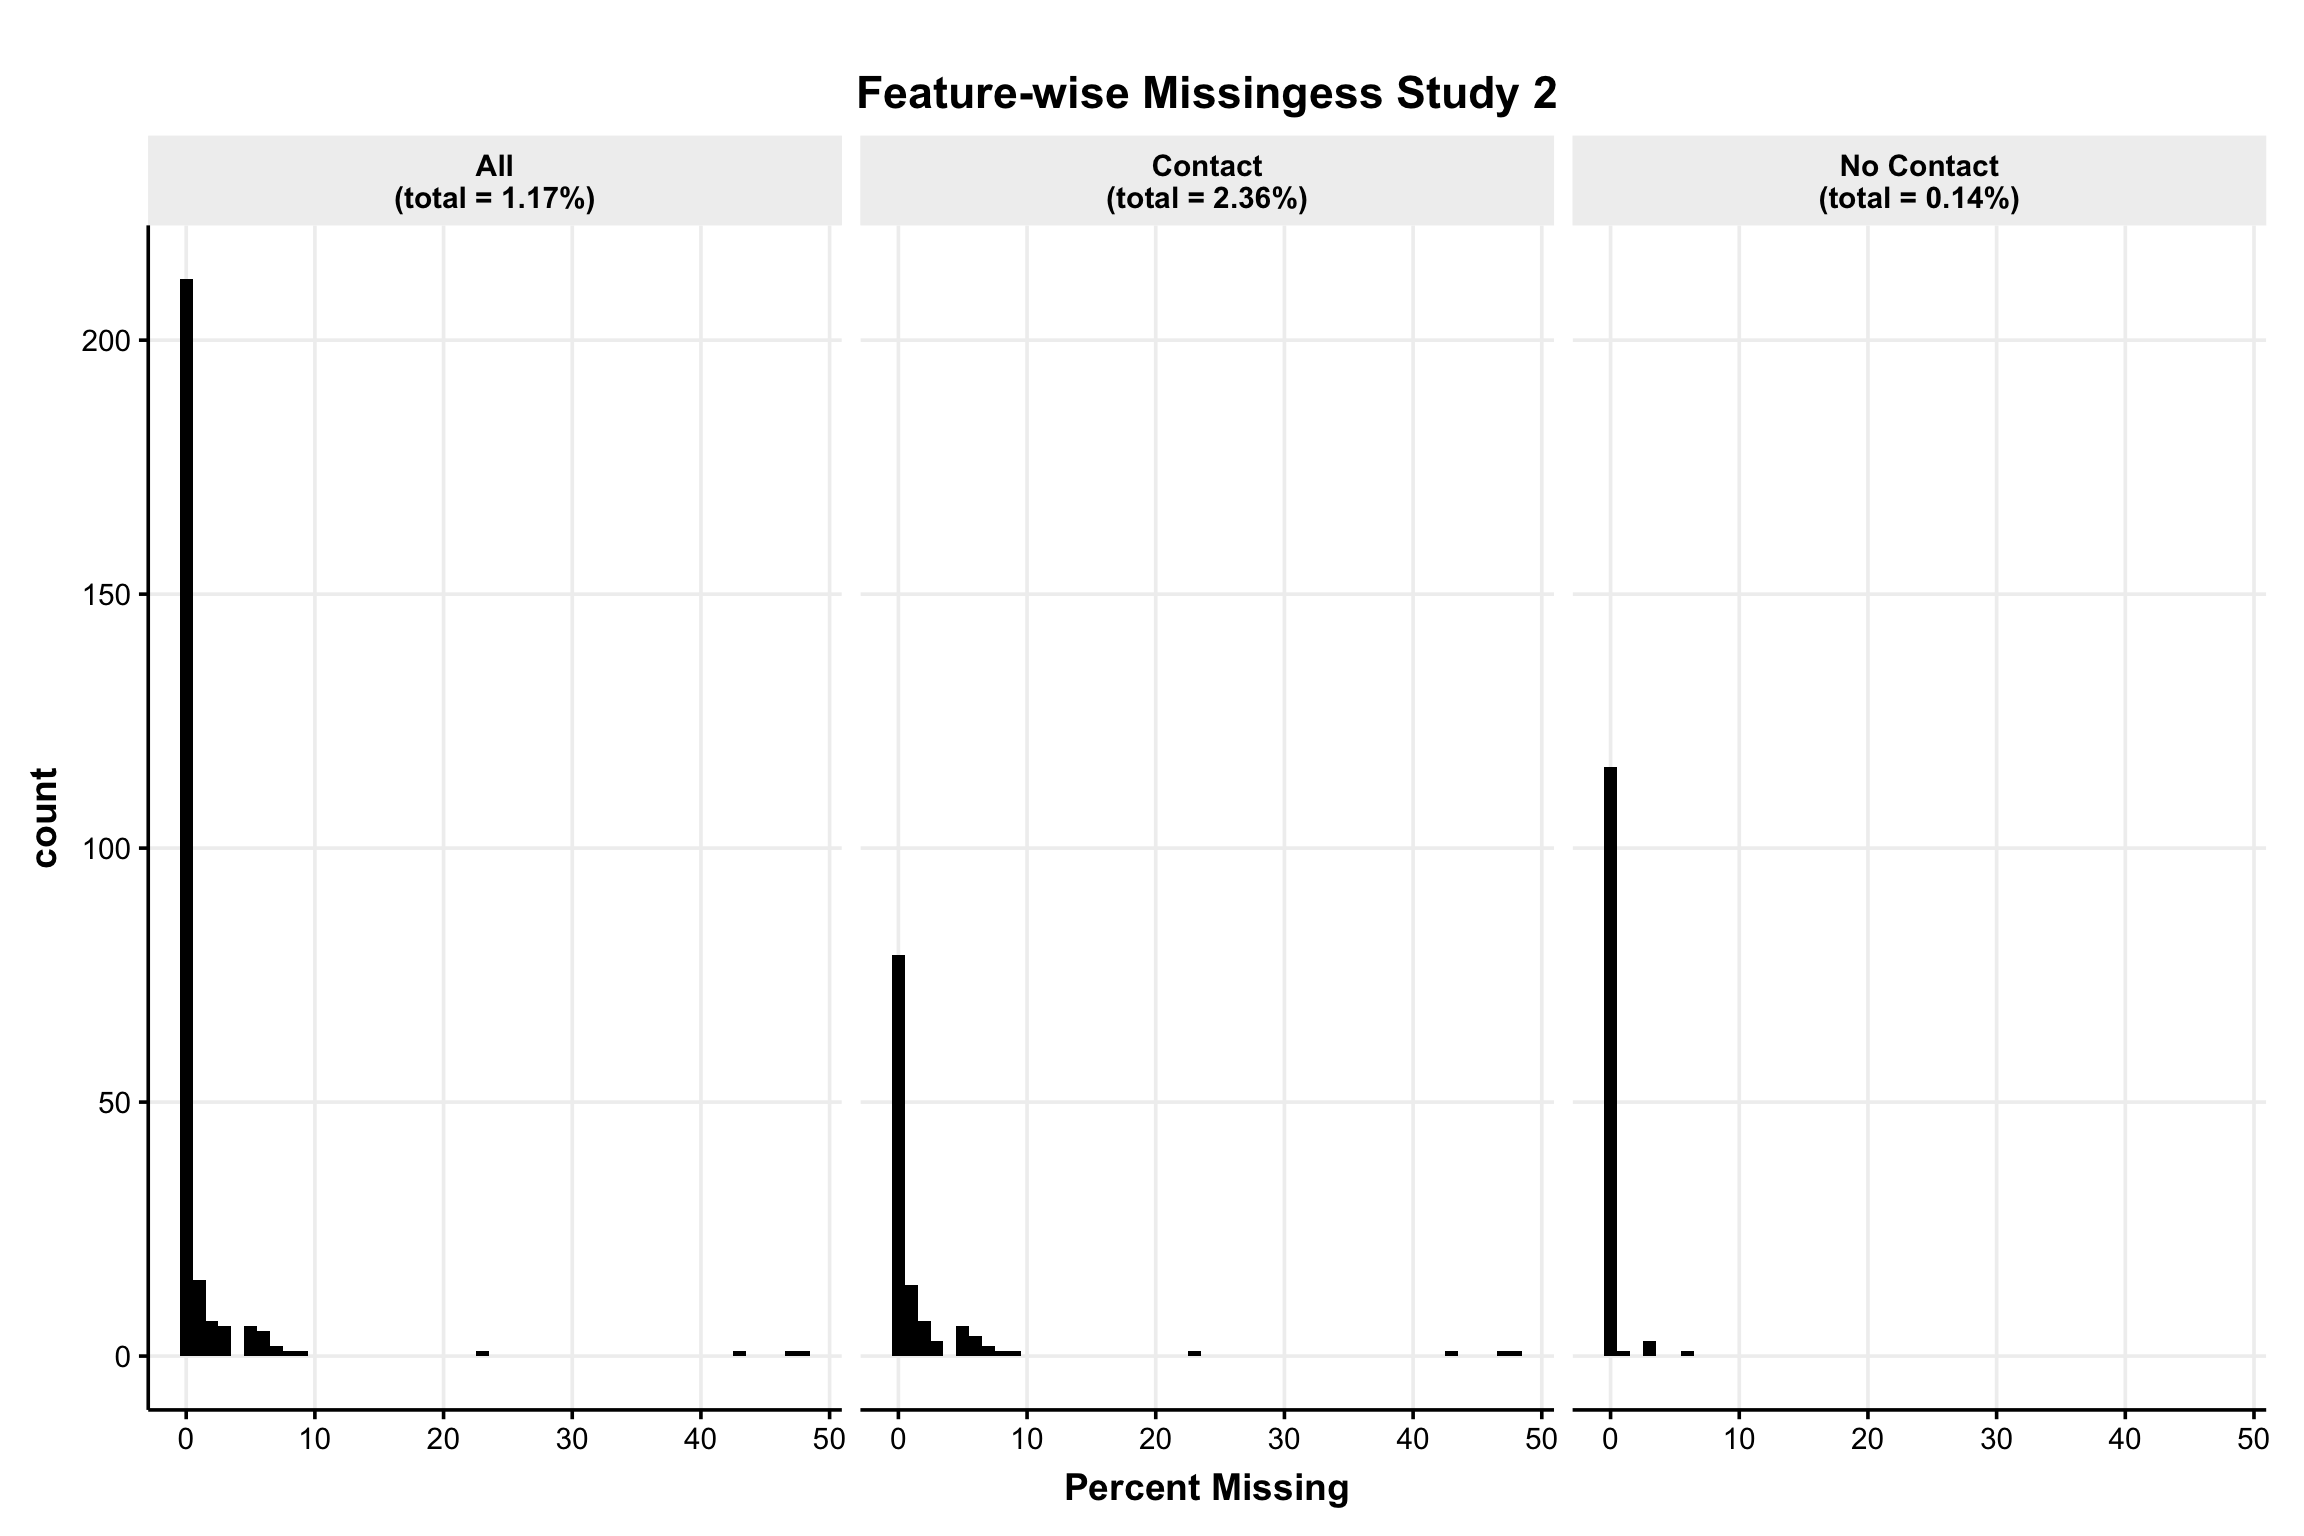 Feature-wise Missingess Study 2
All
(total = 1.17%)
Contact
(total = 2.36%)
No Contact
(total = 0.14%)
count
200
150
100
50
0
0 10 20 30 40 50
0 10 20 30 40 50
0 10 20 30 40 50
Percent Missing